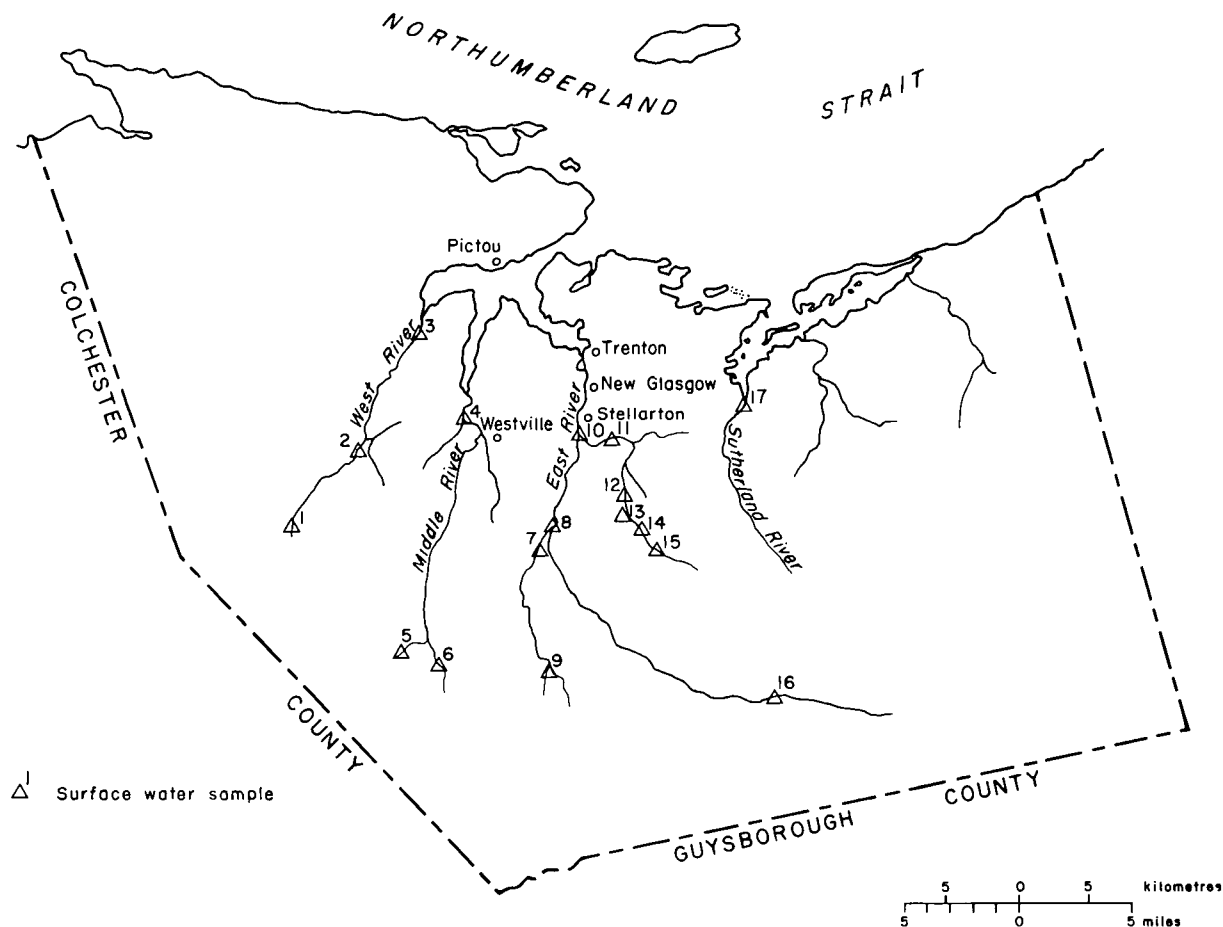 NORTHUMBERLAND
STRAIT
Pictou
COLCHESTER
3
West River
Trenton
New Glasgow
Stellarton
4
Westville
10
11
17
2
East River
Middle River
Sutherland River
12
13
14
15
1
7
8
5
6
9
16
COUNTY
1
Surface water sample
GUYSBOROUGH COUNTY
5 0 5 kilometres
5 0 5 miles